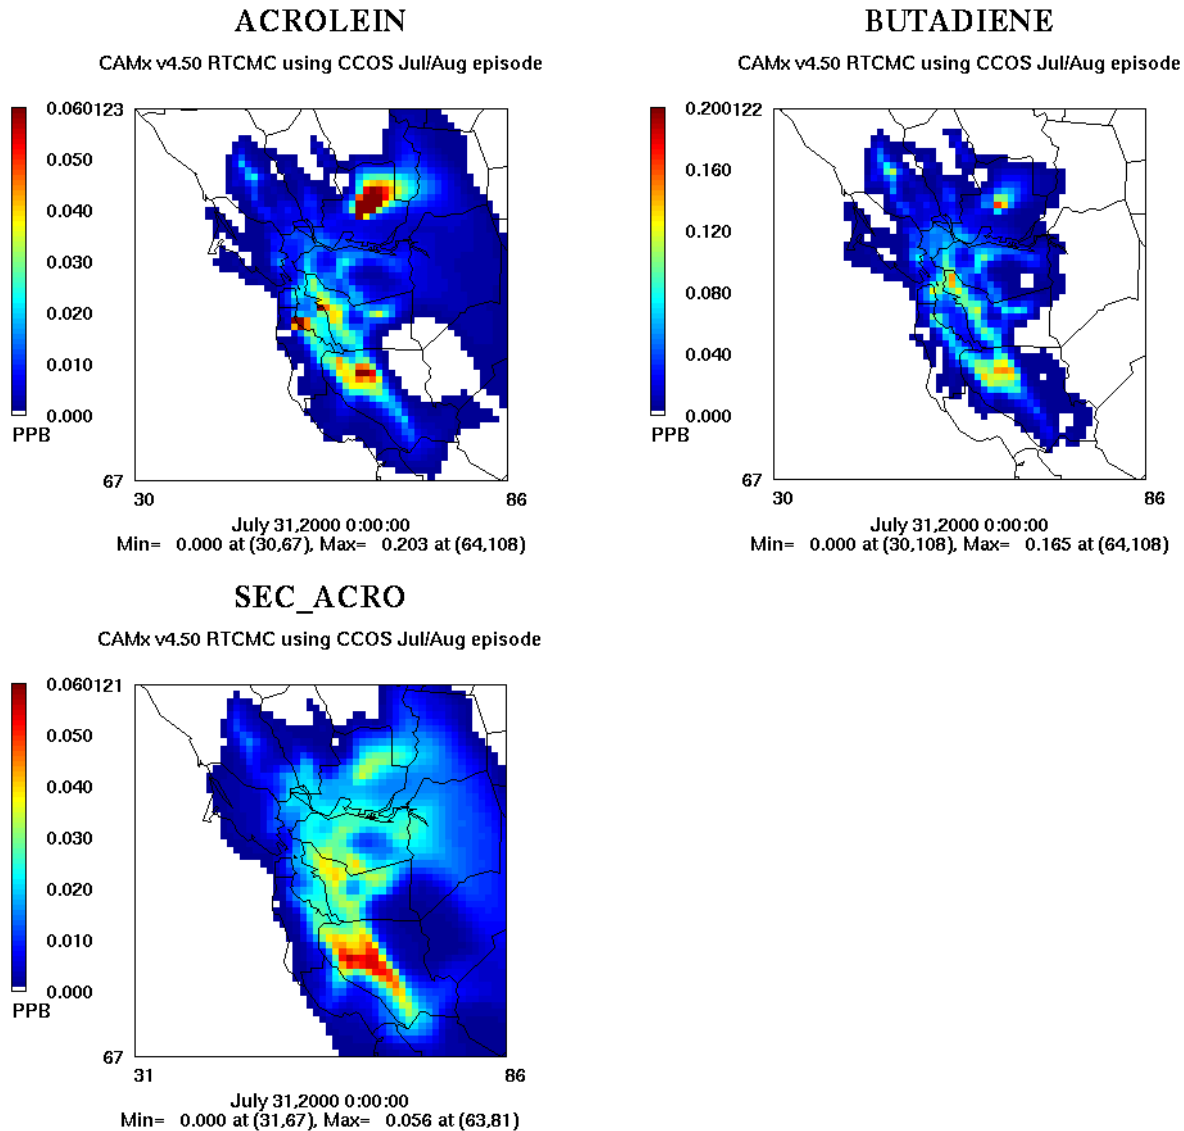 ACROLEIN
CAMx v4.50 RTCMC using CCOS Jul/Aug episode
0.060
0.050
0.040
0.030
0.020
0.010
0.000
PPB
123
67
30
86
July 31,2000 0:00:00
Min= 0.000 at (30,67), Max= 0.203 at (64,108)
BUTADIENE
CAMx v4.50 RTCMC using CCOS Jul/Aug episode
0.200
0.160
0.120
0.080
0.040
0.000
PPB
122
67
30
86
July 31,2000 0:00:00
Min= 0.000 at (30,108), Max= 0.165 at (64,108)
SEC_ACRO
CAMx v4.50 RTCMC using CCOS Jul/Aug episode
0.060
0.050
0.040
0.030
0.020
0.010
0.000
PPB
121
67
31
86
July 31,2000 0:00:00
Min= 0.000 at (31,67), Max= 0.056 at (63,81)